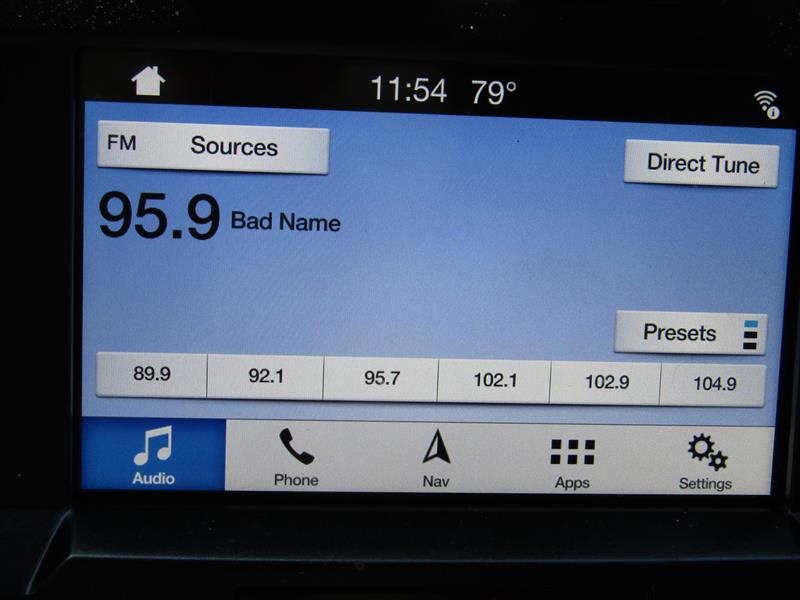 11:54 79°
FM Sources
Direct Tune
95.9 Bad Name
Presets
89.9 92.1 95.7 102.1 102.9 104.9
Audio Phone Nav Apps Settings